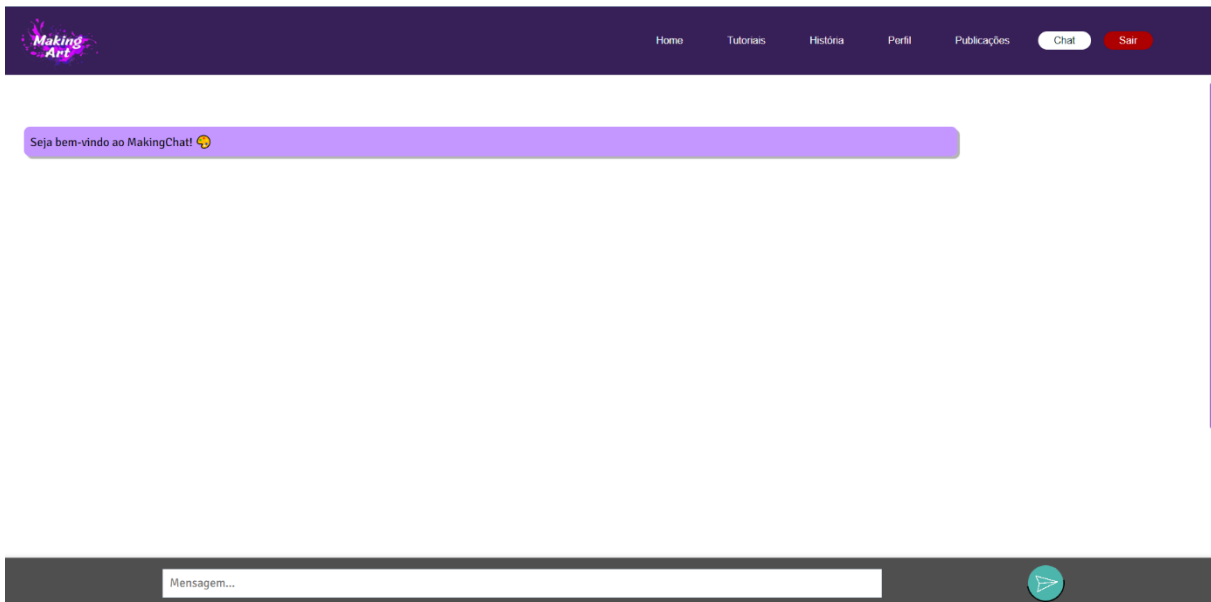 Making
Art
Home Tutoriais História Perfil Publicações Chat Sair
Seja bem-vindo ao MakingChat! 🎨
Mensagem...